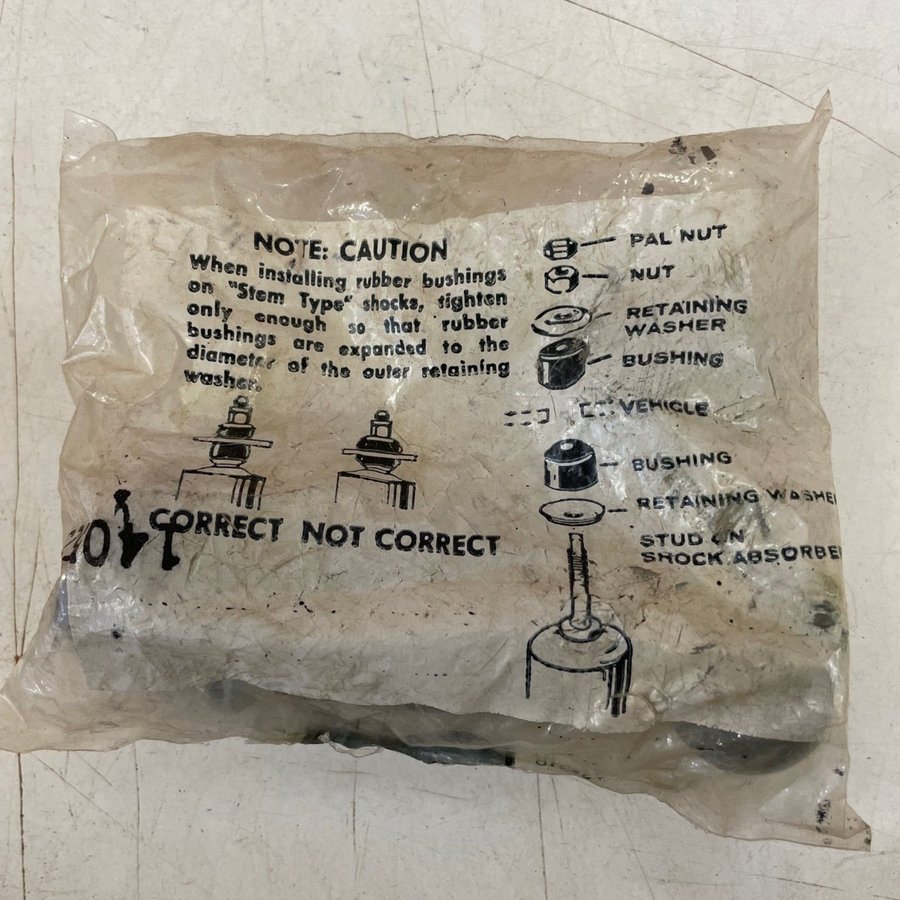 NOTE: CAUTION
When installing rubber bushings
on "Stem Type" shocks, tighten
only enough so that rubber
bushings are expanded to the
diameter of the outer retaining
washer.
CORRECT NOT CORRECT
PAL NUT
NUT
RETAINING
WASHER
BUSHING
VEHICLE
BUSHING
RETAINING WASHE
STUD ON
SHOCK ABSORBE